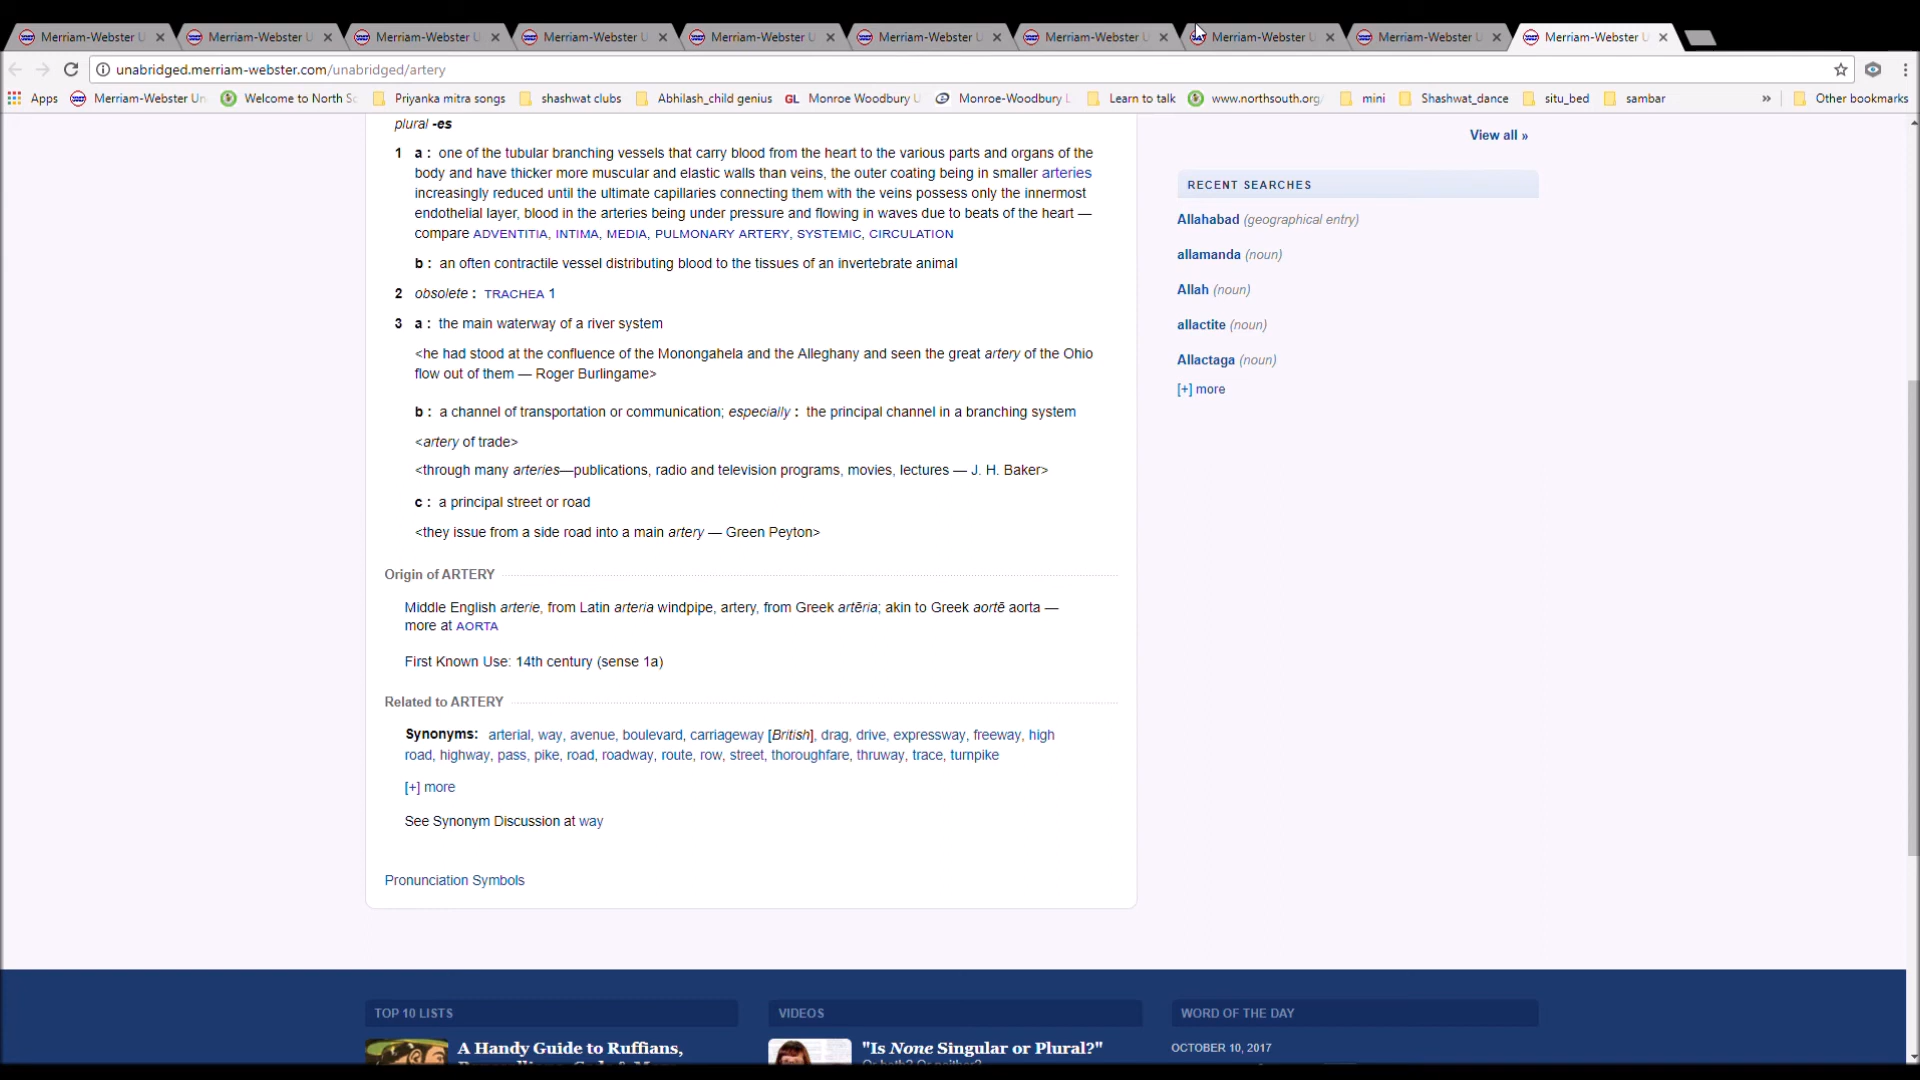 Merriam-Webster U Merriam-Webster U Merriam-Webster U Merriam-Webster U Merriam-Webster U Merriam-Webster U Merriam-Webster U Merriam-Webster U Merriam-Webster U Merriam-Webster U
unabridged.merriam-webster.com/unabridged/artery
Apps Merriam-Webster Un Welcome to North Sc Priyanka mitra songs shashwat clubs Abhilash_child genius GL Monroe Woodbury U Monroe-Woodbury L Learn to talk www.northsouth.org/ mini Shashwat_dance situ_bed sambar » Other bookmarks
plural -es
1 a : one of the tubular branching vessels that carry blood from the heart to the various parts and organs of the
body and have thicker more muscular and elastic walls than veins, the outer coating being in smaller arteries
increasingly reduced until the ultimate capillaries connecting them with the veins possess only the innermost
endothelial layer, blood in the arteries being under pressure and flowing in waves due to beats of the heart —
compare ADVENTITIA, INTIMA, MEDIA, PULMONARY ARTERY, SYSTEMIC, CIRCULATION
b : an often contractile vessel distributing blood to the tissues of an invertebrate animal
2 obsolete : TRACHEA 1
3 a : the main waterway of a river system
<he had stood at the confluence of the Monongahela and the Alleghany and seen the great artery of the Ohio
flow out of them — Roger Burlingame>
b : a channel of transportation or communication; especially : the principal channel in a branching system
<artery of trade>
<through many arteries—publications, radio and television programs, movies, lectures — J. H. Baker>
c : a principal street or road
<they issue from a side road into a main artery — Green Peyton>
Origin of ARTERY
Middle English arterie, from Latin arteria windpipe, artery, from Greek artēria; akin to Greek aortē aorta —
more at AORTA
First Known Use: 14th century (sense 1a)
Related to ARTERY
Synonyms: arterial, way, avenue, boulevard, carriageway [British], drag, drive, expressway, freeway, high
road, highway, pass, pike, road, roadway, route, row, street, thoroughfare, thruway, trace, turnpike
[+] more
See Synonym Discussion at way
Pronunciation Symbols
View all »
RECENT SEARCHES
Allahabad (geographical entry)
allamanda (noun)
Allah (noun)
allactite (noun)
Allactaga (noun)
[+] more
TOP 10 LISTS
A Handy Guide to Ruffians,
VIDEOS
"Is None Singular or Plural?"
WORD OF THE DAY
OCTOBER 10, 2017